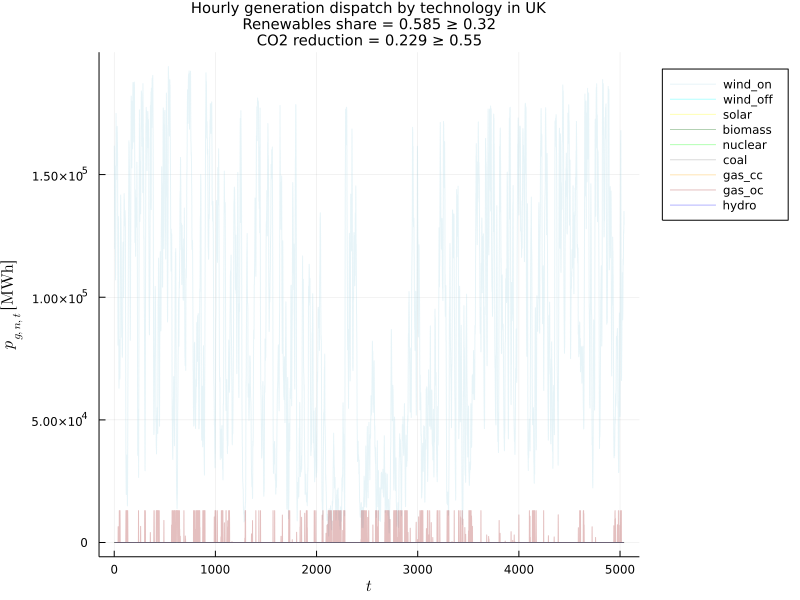 Hourly generation dispatch by technology in UK
Renewables share = 0.585 ≥ 0.32
CO2 reduction = 0.229 ≥ 0.55
wind_on
wind_off
solar
biomass
nuclear
coal
gas_cc
gas_oc
hydro
1.50×10⁵
1.00×10⁵
5.00×10⁴
0
p_{g,n,t} [MWh]
0 1000 2000 3000 4000 5000
t